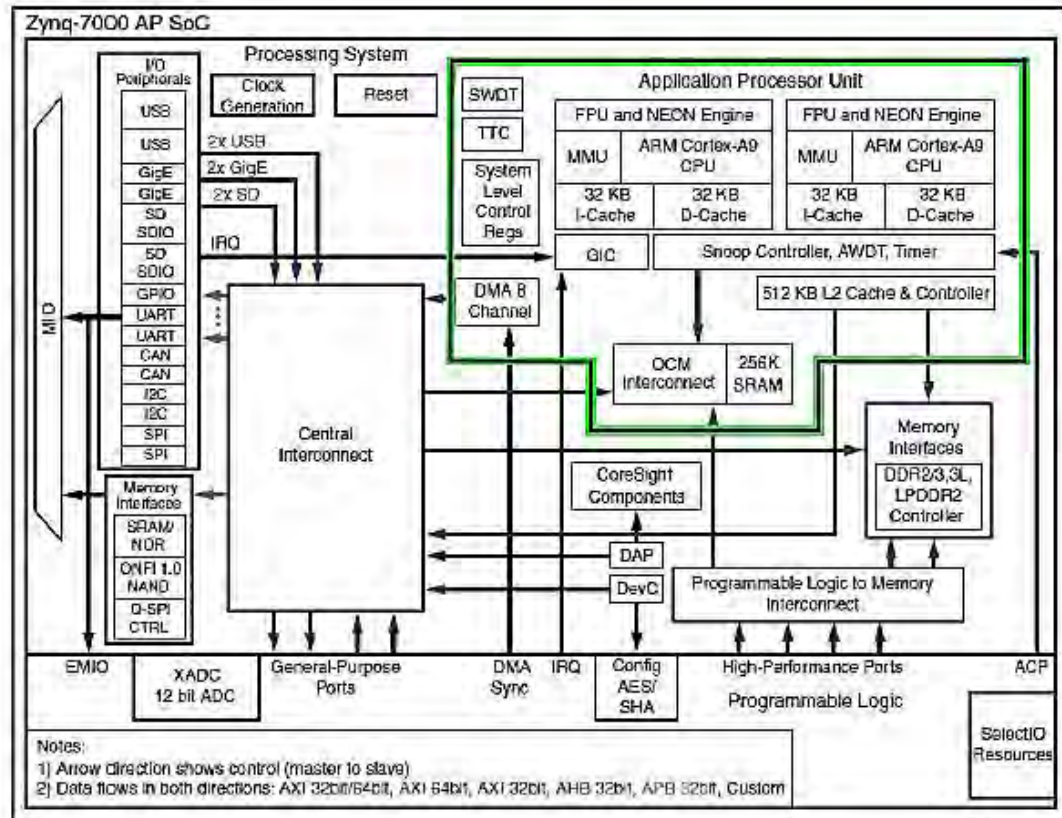 Zynq-7000 AP SoC
Processing System
I/O
Peripherals
USB
USB
GigE
GigE
SD
SDIO
SD
SDIO
GPIO
UART
UART
CAN
CAN
I2C
I2C
SPI
SPI
MIO
Memory
Interfaces
SRAM/
NOR
ONFI 1.0
NAND
Q-SPI
CTRL
Clock
Generation
Reset
2x USB
2x GigE
2x SD
IRQ
Central
Interconnect
Application Processor Unit
SWDT
TTC
System
Level
Control
Regs
FPU and NEON Engine
MMU
ARM Cortex-A9
CPU
32 KB
I-Cache
32 KB
D-Cache
FPU and NEON Engine
MMU
ARM Cortex-A9
CPU
32 KB
I-Cache
32 KB
D-Cache
GIC
Snoop Controller, AWDT, Timer
DMA 8
Channel
512 KB L2 Cache & Controller
OCM
Interconnect
256K
SRAM
CoreSight
Components
DAP
DevC
Memory
Interfaces
DDR2/3,3L,
LPDDR2
Controller
Programmable Logic to Memory
Interconnect
EMIO
XADC
12 bit ADC
General-Purpose
Ports
DMA
Sync
IRQ
Config
AES/
SHA
High-Performance Ports
ACP
Programmable Logic
SelectIO
Resources
Notes:
1) Arrow direction shows control (master to slave)
2) Data flows in both directions: AXI 32bit/64bit, AXI 64bit, AXI 32bit, AHB 32bit, APB 32bit, Custom